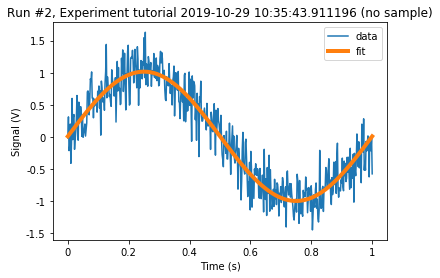 Run #2, Experiment tutorial 2019-10-29 10:35:43.911196 (no sample)
data
fit
1.5
1
0.5
0
-0.5
-1
-1.5
Signal (V)
0
0.2
0.4
0.6
0.8
1
Time (s)